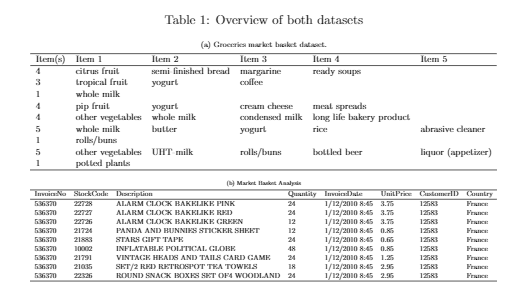 Table 1: Overview of both datasets
(a) Groceries market basket dataset.
Item(s) Item 1 Item 2 Item 3 Item 4 Item 5
4 citrus fruit semi finished bread margarine ready soups
3 tropical fruit yogurt coffee
1 whole milk
4 pip fruit yogurt cream cheese meat spreads
4 other vegetables whole milk condensed milk long life bakery product
5 whole milk butter yogurt rice abrasive cleaner
1 rolls/buns
5 other vegetables UHT milk rolls/buns bottled beer liquor (appetizer)
1 potted plants
(b) Market Basket Analysis
InvoiceNo StockCode Description Quantity InvoiceDate UnitPrice CustomerID Country
536370 22728 ALARM CLOCK BAKELIKE PINK 24 1/12/2010 8:45 3.75 12583 France
536370 22727 ALARM CLOCK BAKELIKE RED 24 1/12/2010 8:45 3.75 12583 France
536370 22726 ALARM CLOCK BAKELIKE GREEN 12 1/12/2010 8:45 3.75 12583 France
536370 21724 PANDA AND BUNNIES STICKER SHEET 12 1/12/2010 8:45 0.85 12583 France
536370 21883 STARS GIFT TAPE 24 1/12/2010 8:45 0.65 12583 France
536370 10002 INFLATABLE POLITICAL GLOBE 48 1/12/2010 8:45 0.85 12583 France
536370 21791 VINTAGE HEADS AND TAILS CARD GAME 24 1/12/2010 8:45 1.25 12583 France
536370 21035 SET/2 RED RETROSPOT TEA TOWELS 18 1/12/2010 8:45 2.95 12583 France
536370 22326 ROUND SNACK BOXES SET OF4 WOODLAND 24 1/12/2010 8:45 2.95 12583 France